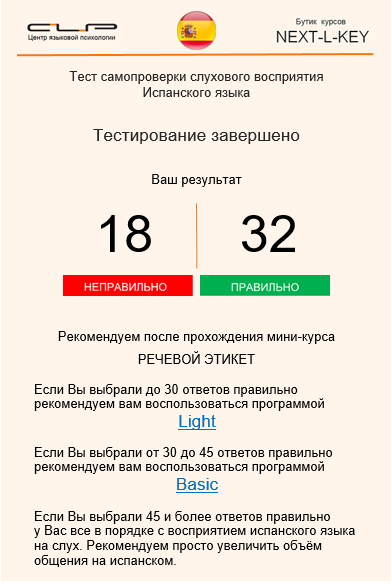 CLP
Центр языковой психологии
Бутик курсов
NEXT-L-KEY
Тест самопроверки слухового восприятия
Испанского языка
Тестирование завершено
Ваш результат
18 32
НЕПРАВИЛЬНО ПРАВИЛЬНО
Рекомендуем после прохождения мини-курса
РЕЧЕВОЙ ЭТИКЕТ
Если Вы выбрали до 30 ответов правильно
рекомендуем вам воспользоваться программой
Light
Если Вы выбрали от 30 до 45 ответов правильно
рекомендуем вам воспользоваться программой
Basic
Если Вы выбрали 45 и более ответов правильно
у Вас все в порядке с восприятием испанского языка
на слух. Рекомендуем просто увеличить объём
общения на испанском.